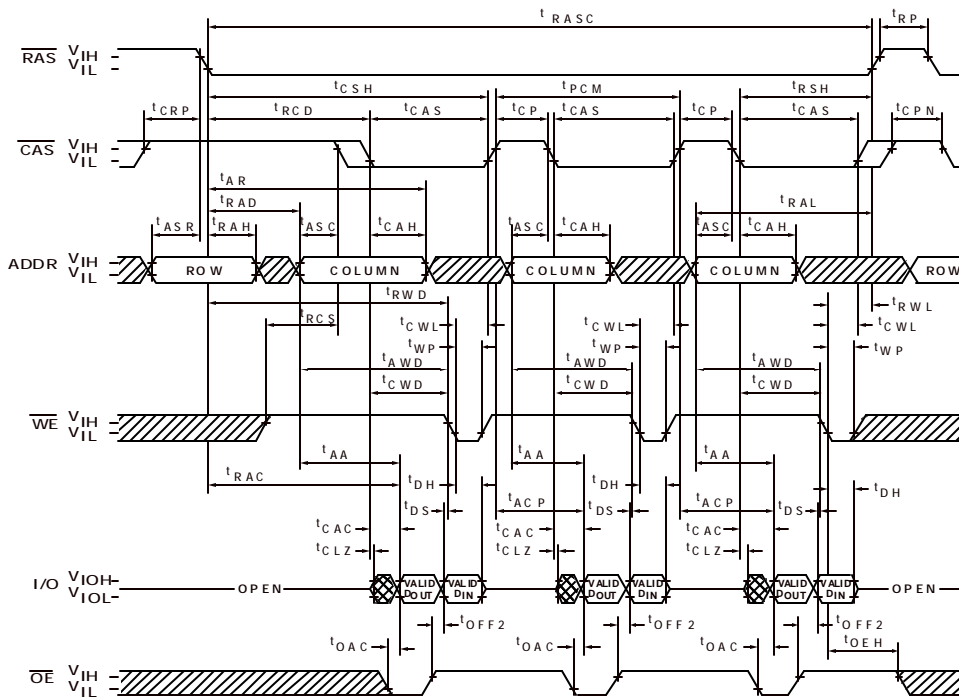 tRASC tRP
RAS VIH VIL
tCSH tPCM tRSH
tCRP tRCD tCAS tCP tCAS tCP tCAS tCPN
CAS VIH VIL
tAR
tRAD tRAL
tASR tRAH tASC tCAH tASC tCAH tASC tCAH
ADDR VIH VIL ROW COLUMN COLUMN COLUMN ROW
tRWD tRWL
tRCS tCWL tCWL tCWL
tWP tWP tWP
tAWD tAWD tAWD
tCWD tCWD tCWD
WE VIH VIL
tAA tAA tAA
tRAC tDH tDH tDH
tACP tACP
tDS tDS tDS
tCAC tCAC tCAC
tCLZ tCLZ tCLZ
I/O VIOH VIOL OPEN VALID DOUT VALID DIN VALID DOUT VALID DIN VALID DOUT VALID DIN OPEN
tOFF2 tOFF2 tOFF2
tOAC tOAC tOAC tOEH
OE VIH VIL